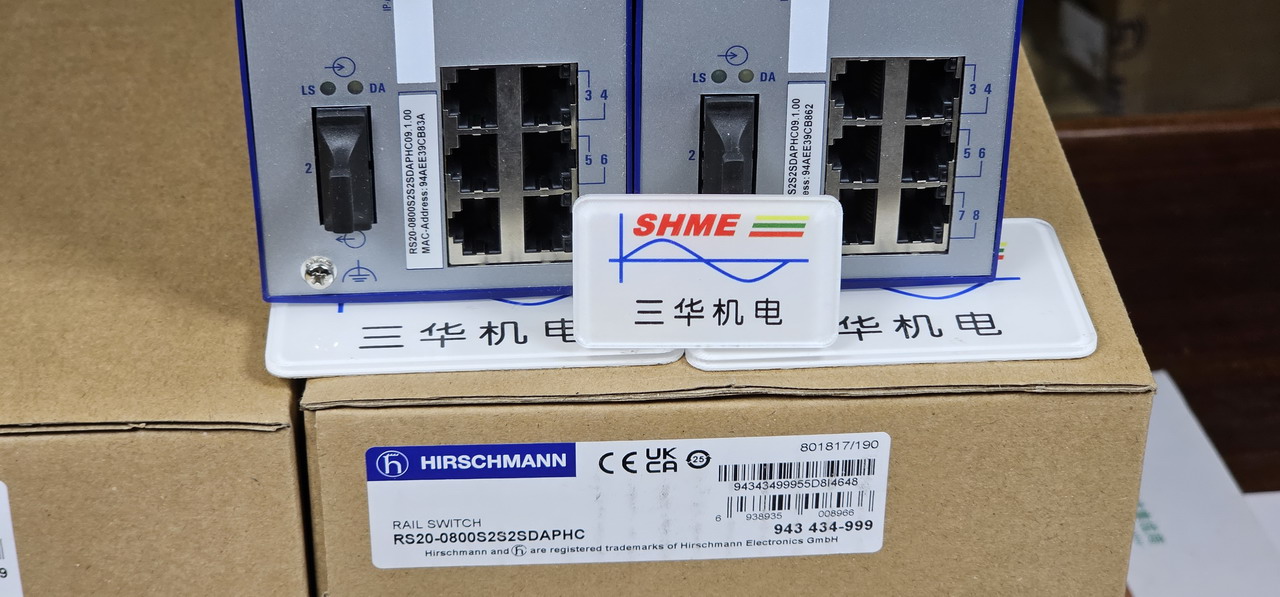 LS DA
2
3 4
5 6
RS20-0800S2S2SDAPHC09.1.00
MAC-Address: 94AEE39CB83A
LS DA
2
3 4
5 6
7 8
S2S2SDAPHC09.1.00
ess: 94AEE39CB862
SHME
三华机电
三华机电
华机电
HIRSCHMANN
CE UKCA 25
801817/190
94343499955D8I4648
6 938935 008966
943 434-999
RAIL SWITCH
RS20-0800S2S2SDAPHC
Hirschmann and h are registered trademarks of Hirschmann Electronics GmbH
9